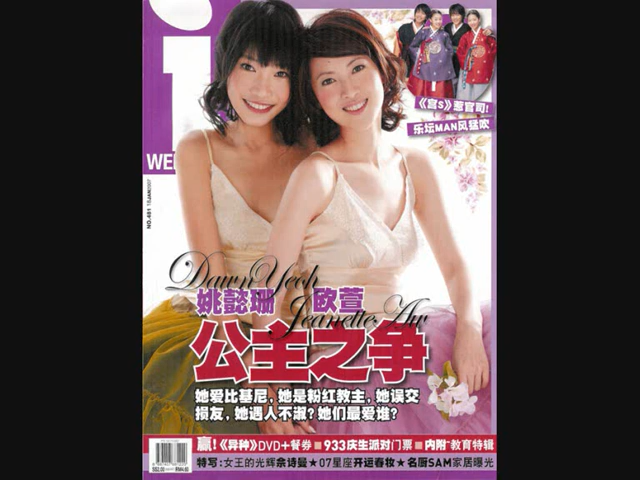 i
WEE
NO.481 18JAN2007
《宫S》惹官司!
乐坛MAN风猛吹
Dawn Yeoh
姚懿珊 欧萱
Jeanette Aw
公主之争
她爱比基尼，她是粉红教主，她误交
损友，她遇人不淑？她们最爱谁？
赢!《异种》DVD+餐券■933庆生派对门票■内附"教育特辑
特写:女王的光辉佘诗曼★07星座开运春妆★名厨SAM家居曝光